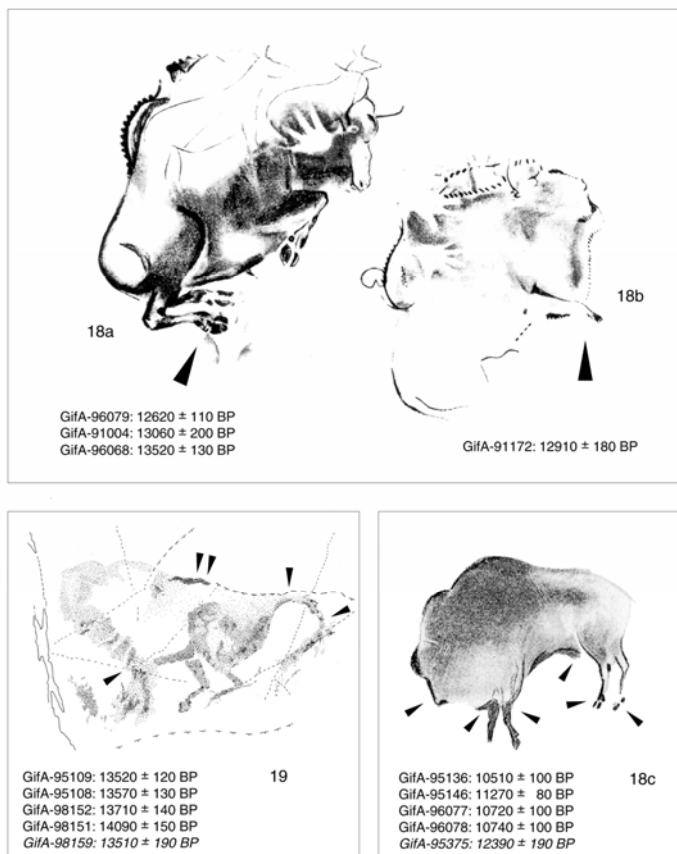 18a
18b
GifA-96079: 12620 ± 110 BP
GifA-91004: 13060 ± 200 BP
GifA-96068: 13520 ± 130 BP
GifA-91172: 12910 ± 180 BP
GifA-95109: 13520 ± 120 BP
GifA-95108: 13570 ± 130 BP
GifA-98152: 13710 ± 140 BP
GifA-98151: 14090 ± 150 BP
GifA-98159: 13510 ± 190 BP
19
GifA-95136: 10510 ± 100 BP
GifA-95146: 11270 ± 80 BP
GifA-96077: 10720 ± 100 BP
GifA-96078: 10740 ± 100 BP
GifA-95375: 12390 ± 190 BP
18c